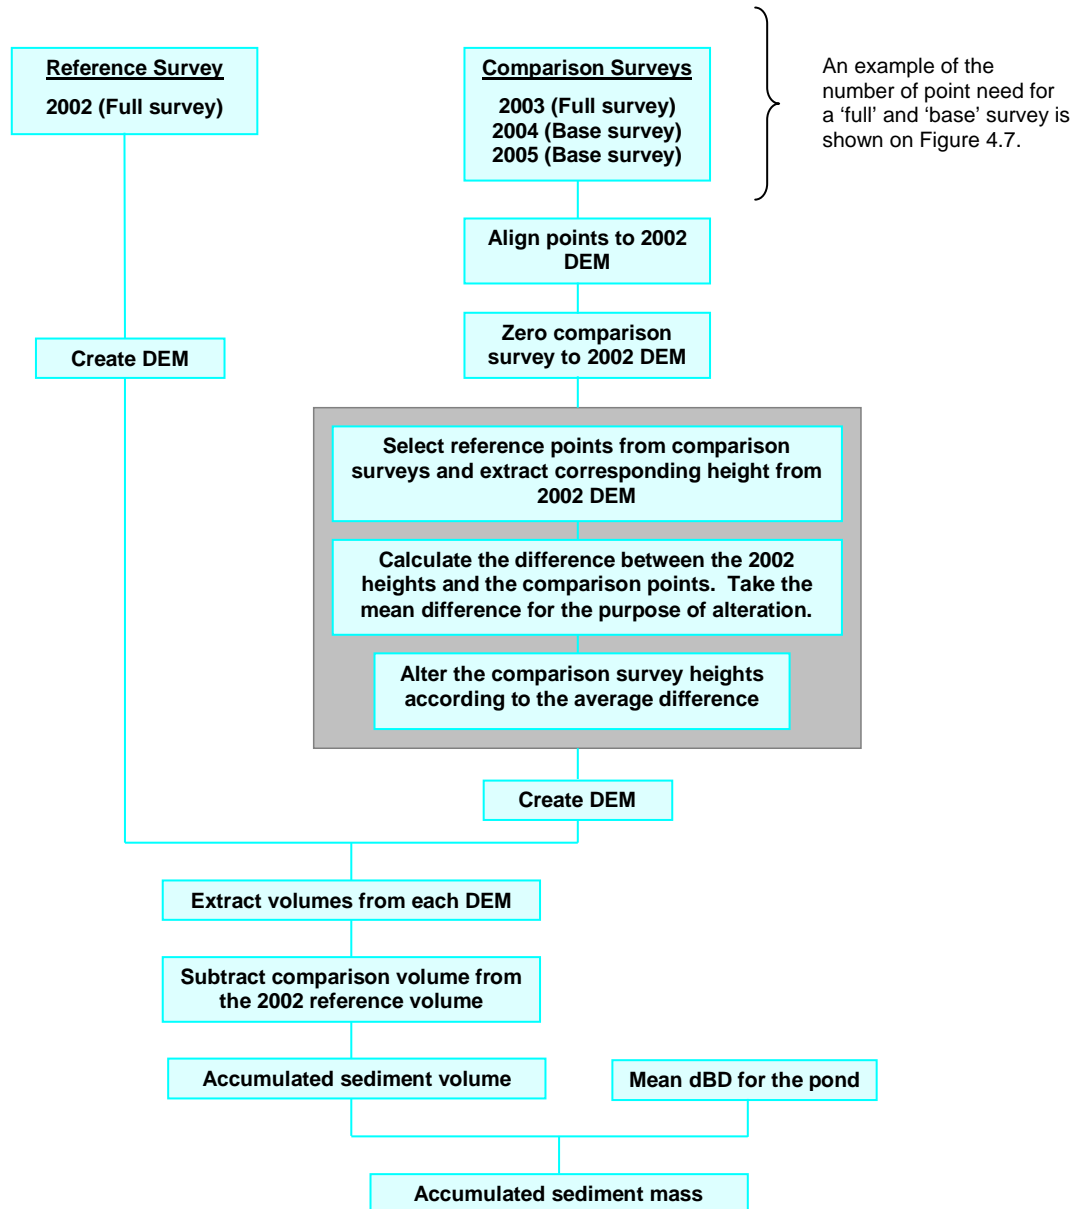 Reference Survey
2002 (Full survey)
Comparison Surveys
2003 (Full survey)
2004 (Base survey)
2005 (Base survey)
An example of the
number of point need for
a ‘full’ and ‘base’ survey is
shown on Figure 4.7.
Align points to 2002
DEM
Zero comparison
survey to 2002 DEM
Create DEM
Select reference points from comparison
surveys and extract corresponding height from
2002 DEM
Calculate the difference between the 2002
heights and the comparison points.  Take the
mean difference for the purpose of alteration.
Alter the comparison survey heights
according to the average difference
Create DEM
Extract volumes from each DEM
Subtract comparison volume from
the 2002 reference volume
Accumulated sediment volume
Mean dBD for the pond
Accumulated sediment mass